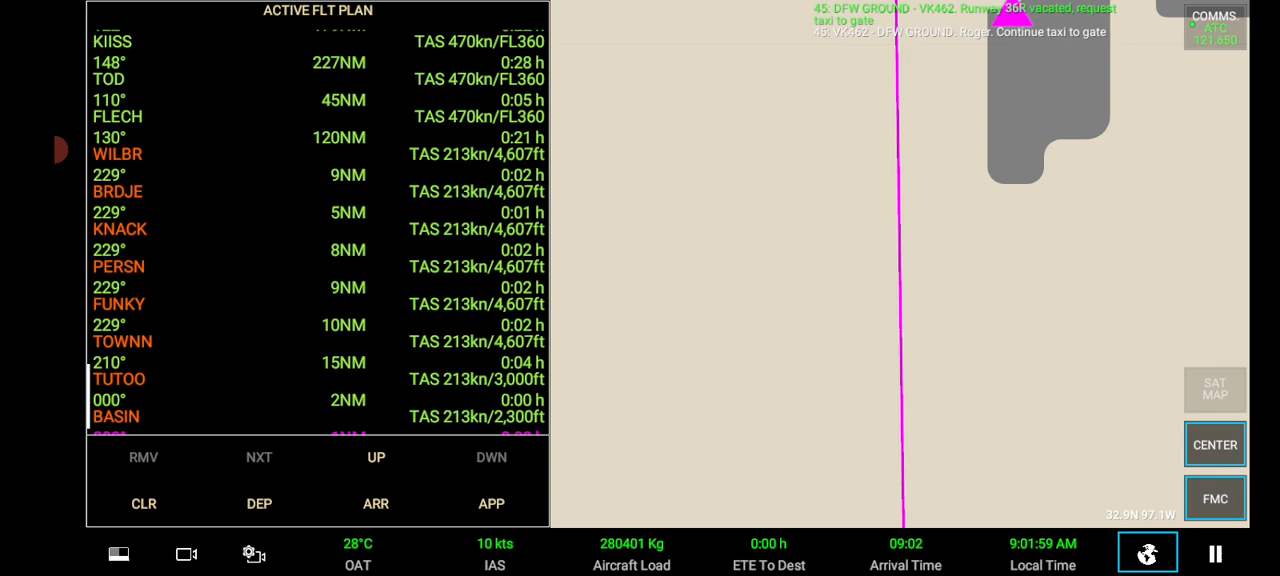 ACTIVE FLT PLAN
KIISS TAS 470kn/FL360
148° 227NM 0:28 h
TOD TAS 470kn/FL360
110° 45NM 0:05 h
FLECH TAS 470kn/FL360
130° 120NM 0:21 h
WILBR TAS 213kn/4,607ft
229° 9NM 0:02 h
BRDJE TAS 213kn/4,607ft
229° 5NM 0:01 h
KNACK TAS 213kn/4,607ft
229° 8NM 0:02 h
PERSN TAS 213kn/4,607ft
229° 9NM 0:02 h
FUNKY TAS 213kn/4,607ft
229° 10NM 0:02 h
TOWNN TAS 213kn/4,607ft
210° 15NM 0:04 h
TUTOO TAS 213kn/3,000ft
000° 2NM 0:00 h
BASIN TAS 213kn/2,300ft
RMV NXT UP DWN
CLR DEP ARR APP
45: DFW GROUND - VK462. Runway 36R vacated, request
taxi to gate
45: VK462 - DFW GROUND. Roger. Continue taxi to gate
COMMS.
ATC
121.650
SAT
MAP
CENTER
FMC
32.9N 97.1W
28°C 10 kts 280401 Kg 0:00 h 09:02 9:01:59 AM
OAT IAS Aircraft Load ETE To Dest Arrival Time Local Time